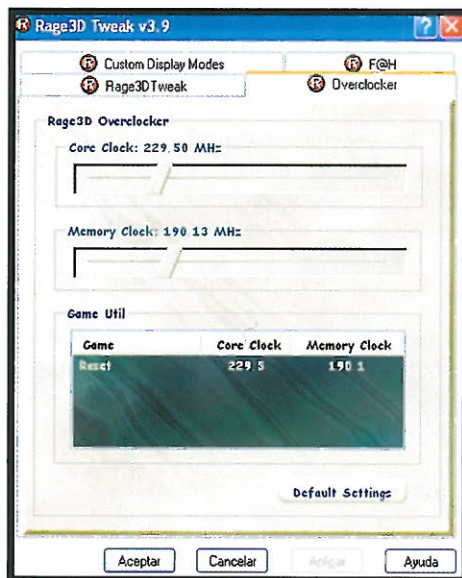 Rage3D Tweak v3.9
Custom Display Modes
F@H
Rage3DTweak
Overclocker
Rage3D Overclocker
Core Clock: 229.50 MHz
Memory Clock: 190.13 MHz
Game Util
Game Core Clock Memory Clock
Reset 229.5 190.1
Default Settings
Aceptar Cancelar Aplicar Ayuda